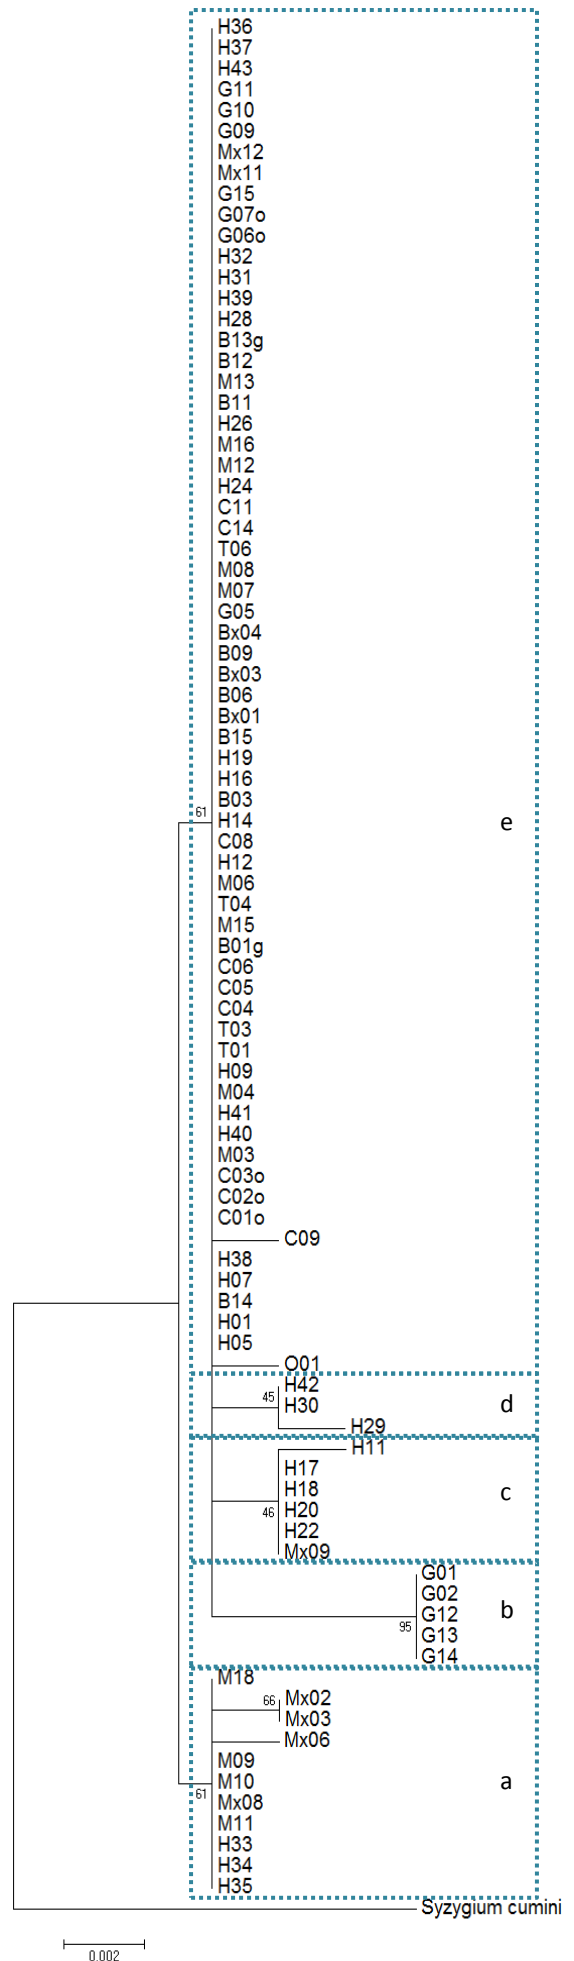 H36
H37
H43
G11
G10
G09
Mx12
Mx11
G15
G07o
G06o
H32
H31
H39
H28
B13g
B12
M13
B11
H26
M16
M12
H24
C11
C14
T06
M08
M07
G05
Bx04
B09
Bx03
B06
Bx01
B15
H19
H16
B03
61
H14
e
C08
H12
M06
T04
M15
B01g
C06
C05
C04
T03
T01
H09
M04
H41
H40
M03
C03o
C02o
C01o
C09
H38
H07
B14
H01
H05
O01
H42
45
H30
d
H29
H11
H17
H18
c
H20
46
H22
Mx09
G01
G02
G12
b
95
G13
G14
M18
66
Mx02
Mx03
Mx06
M09
M10
a
61
Mx08
M11
H33
H34
H35
Syzygium cumini
0.002